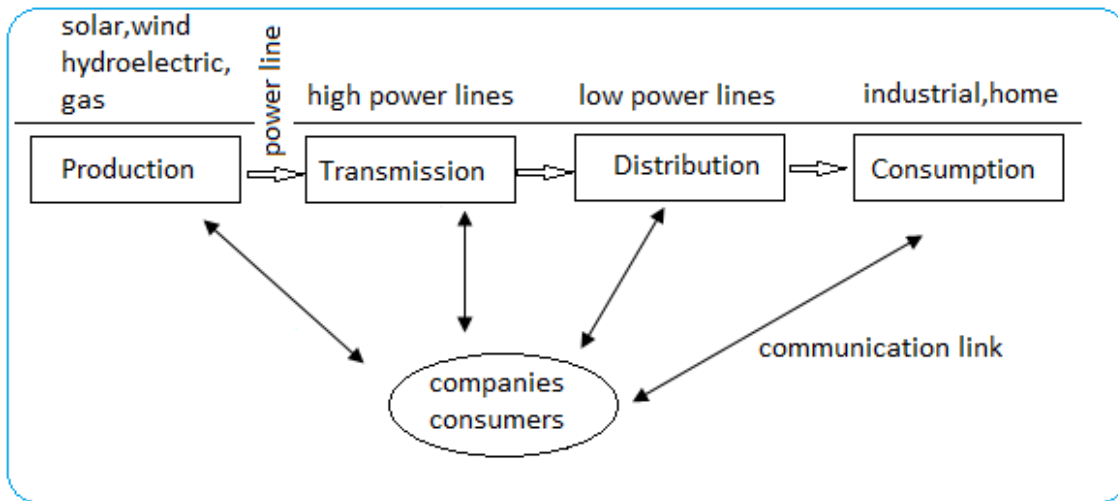 solar,wind
hydroelectric,
gas
power line
high power lines
low power lines
industrial,home
Production
Transmission
Distribution
Consumption
communication link
companies
consumers